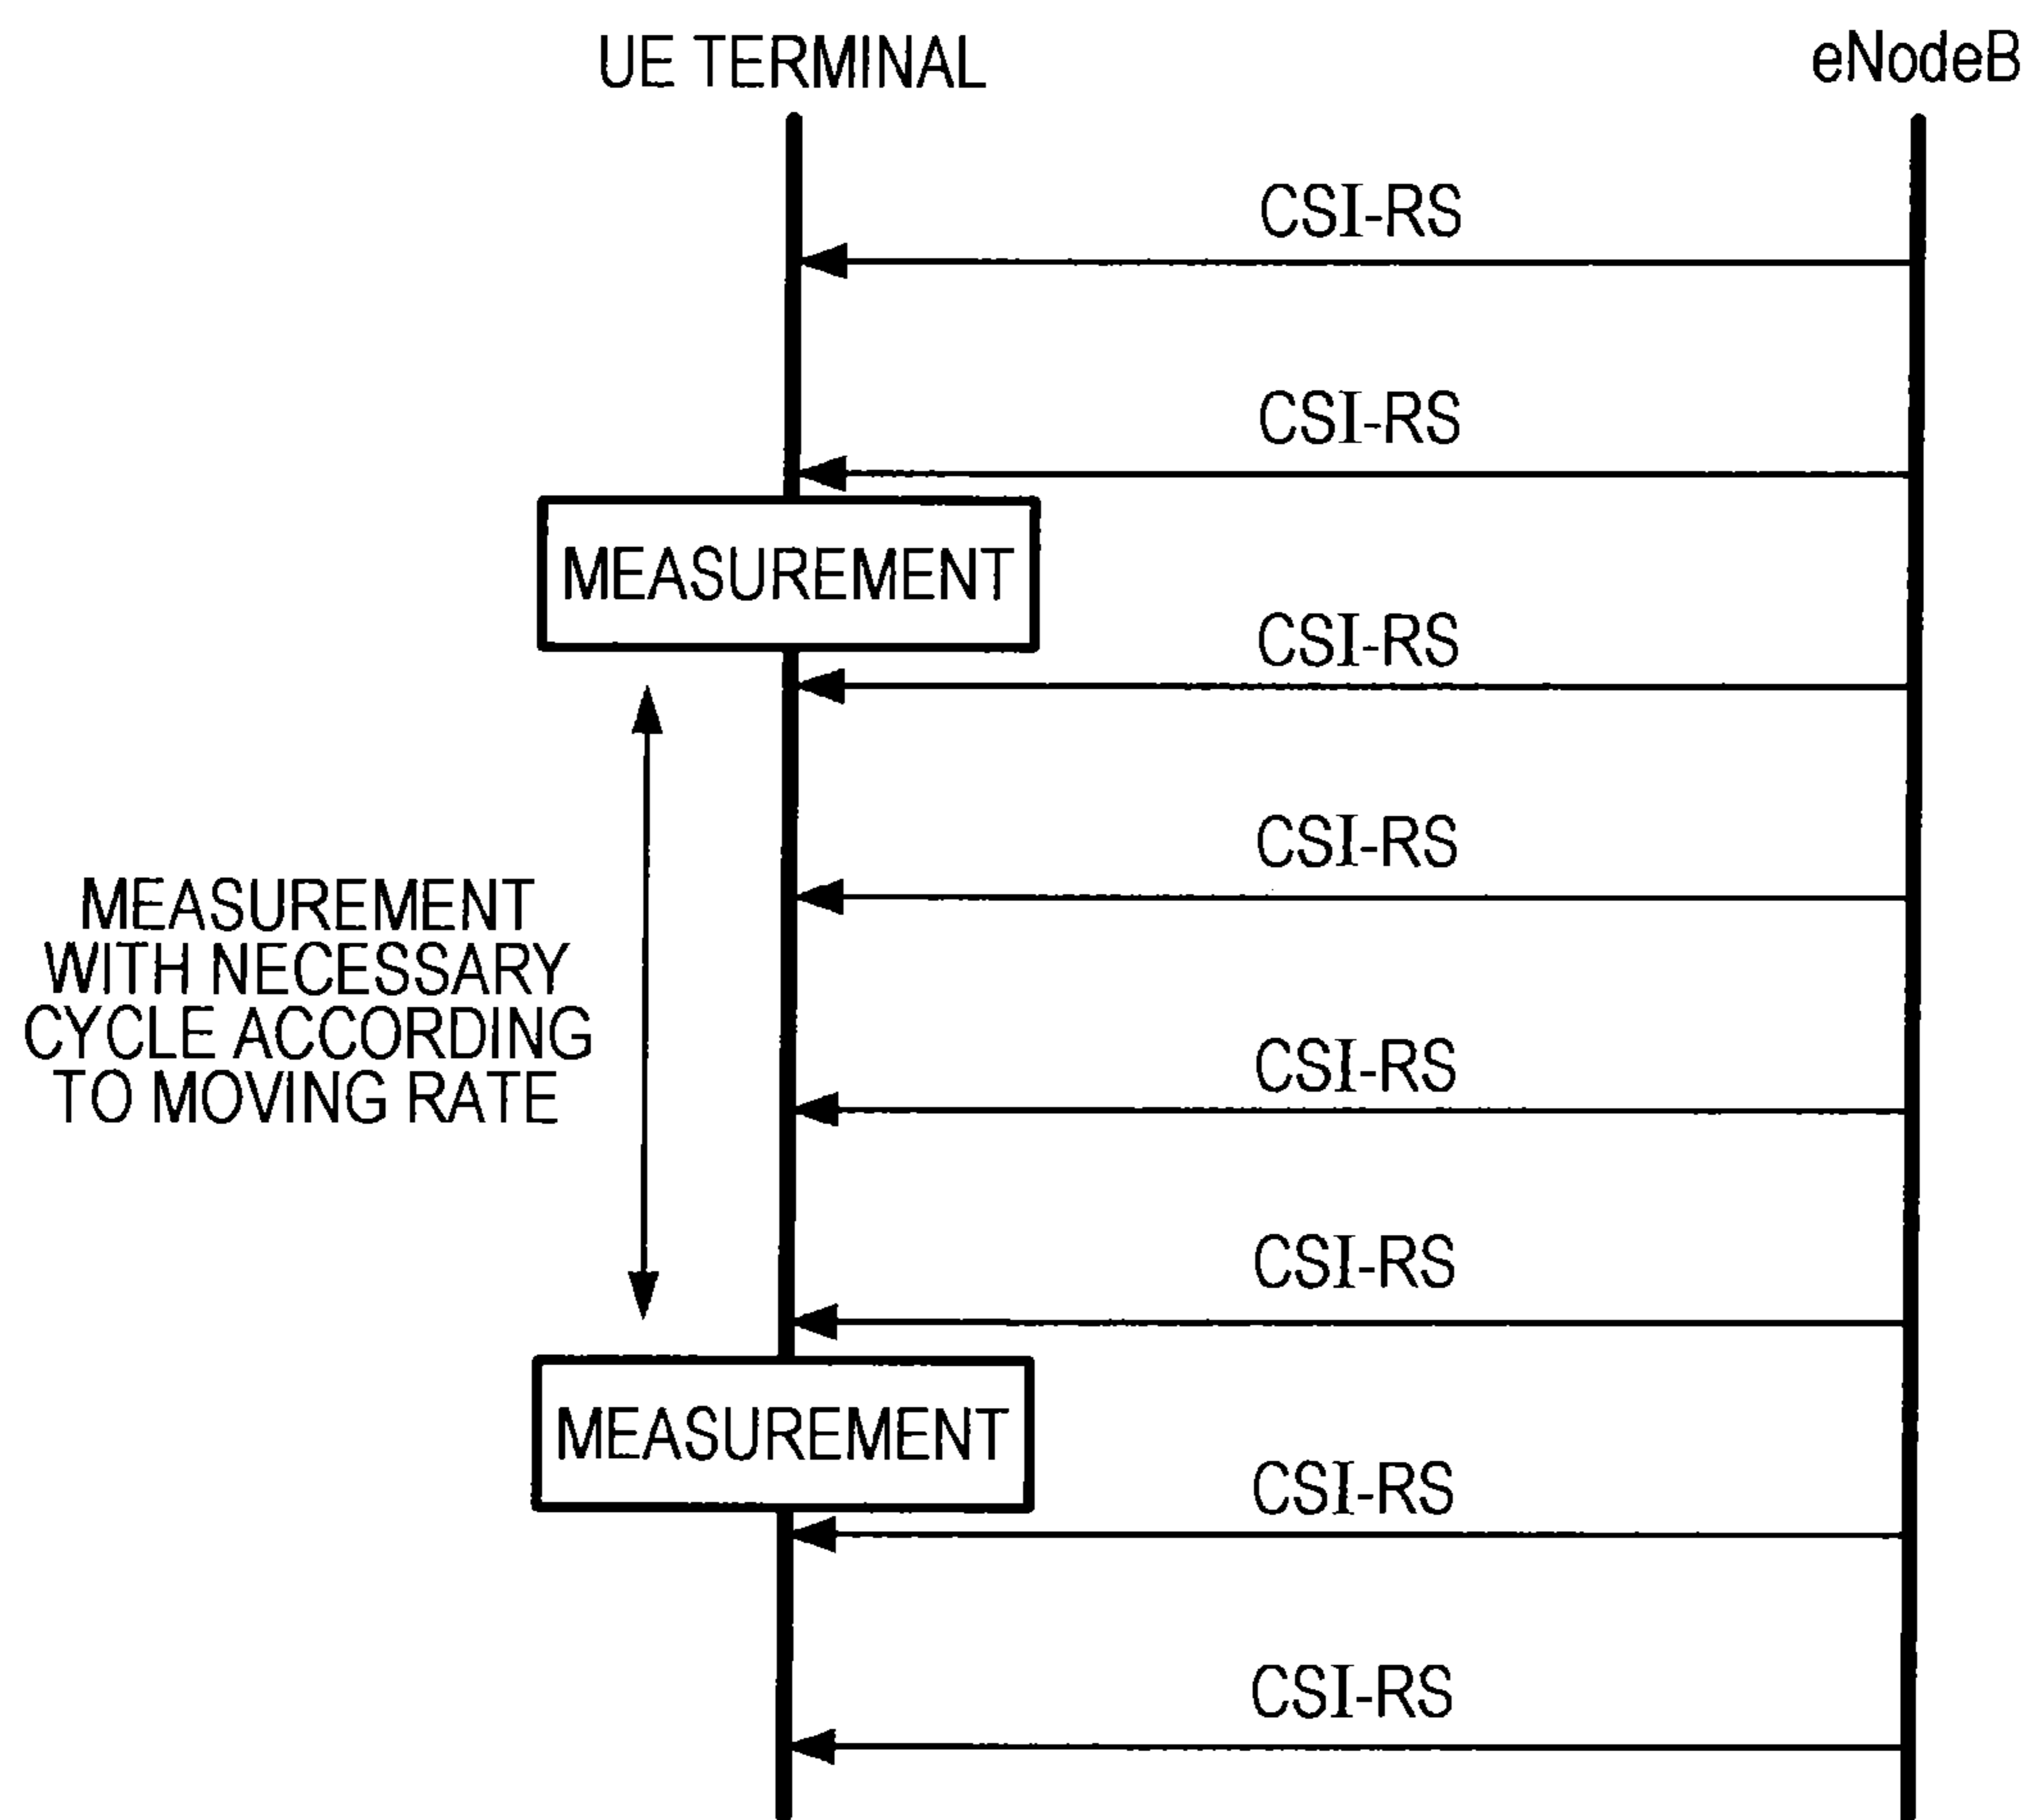 UE TERMINAL
eNodeB
CSI-RS
CSI-RS
MEASUREMENT
CSI-RS
CSI-RS
MEASUREMENT
WITH NECESSARY
CYCLE ACCORDING
TO MOVING RATE
CSI-RS
CSI-RS
MEASUREMENT
CSI-RS
CSI-RS